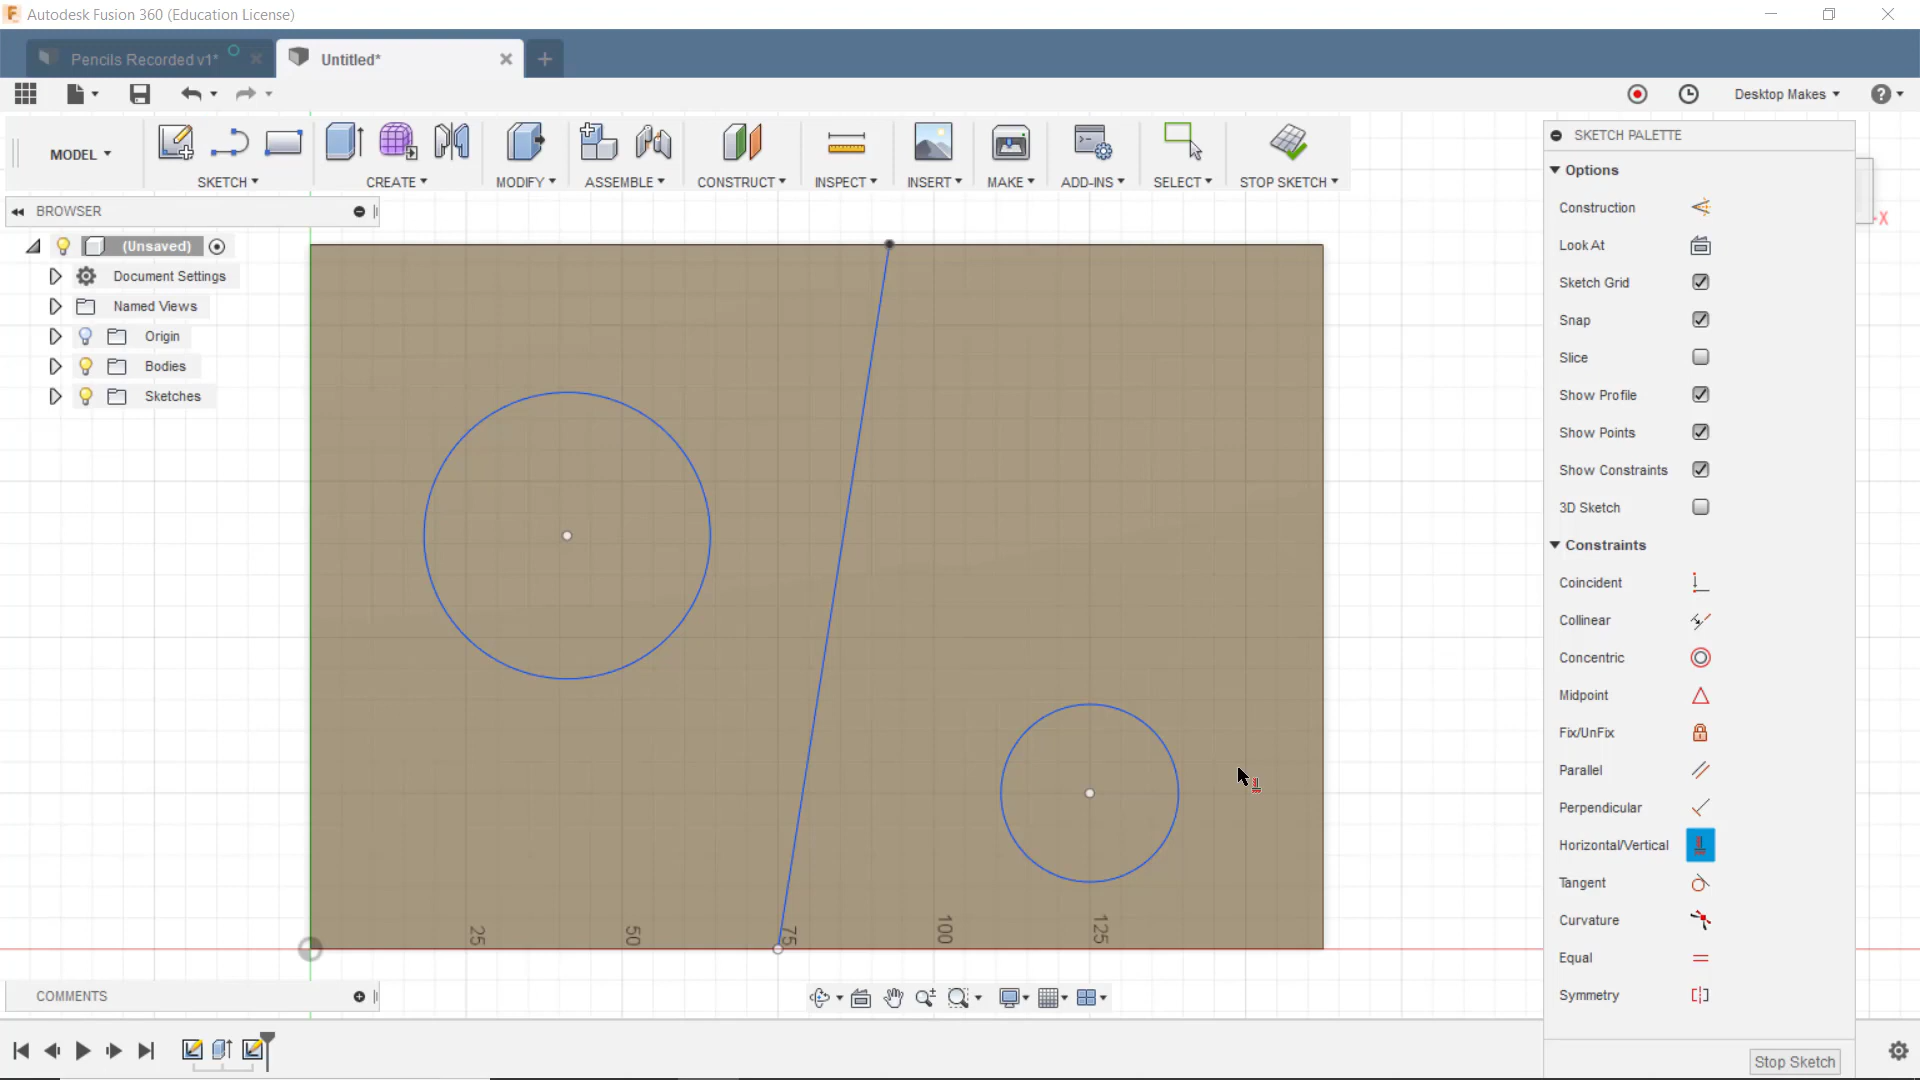 Autodesk Fusion 360 (Education License)
Pencils Recorded v1*
Untitled*
Desktop Makes
MODEL
SKETCH
CREATE
MODIFY
ASSEMBLE
CONSTRUCT
INSPECT
INSERT
MAKE
ADD-INS
SELECT
STOP SKETCH
BROWSER
(Unsaved)
Document Settings
Named Views
Origin
Bodies
Sketches
25
50
75
100
125
X
SKETCH PALETTE
Options
Construction
Look At
Sketch Grid
Snap
Slice
Show Profile
Show Points
Show Constraints
3D Sketch
Constraints
Coincident
Collinear
Concentric
Midpoint
Fix/UnFix
Parallel
Perpendicular
Horizontal/Vertical
Tangent
Curvature
Equal
Symmetry
Stop Sketch
COMMENTS